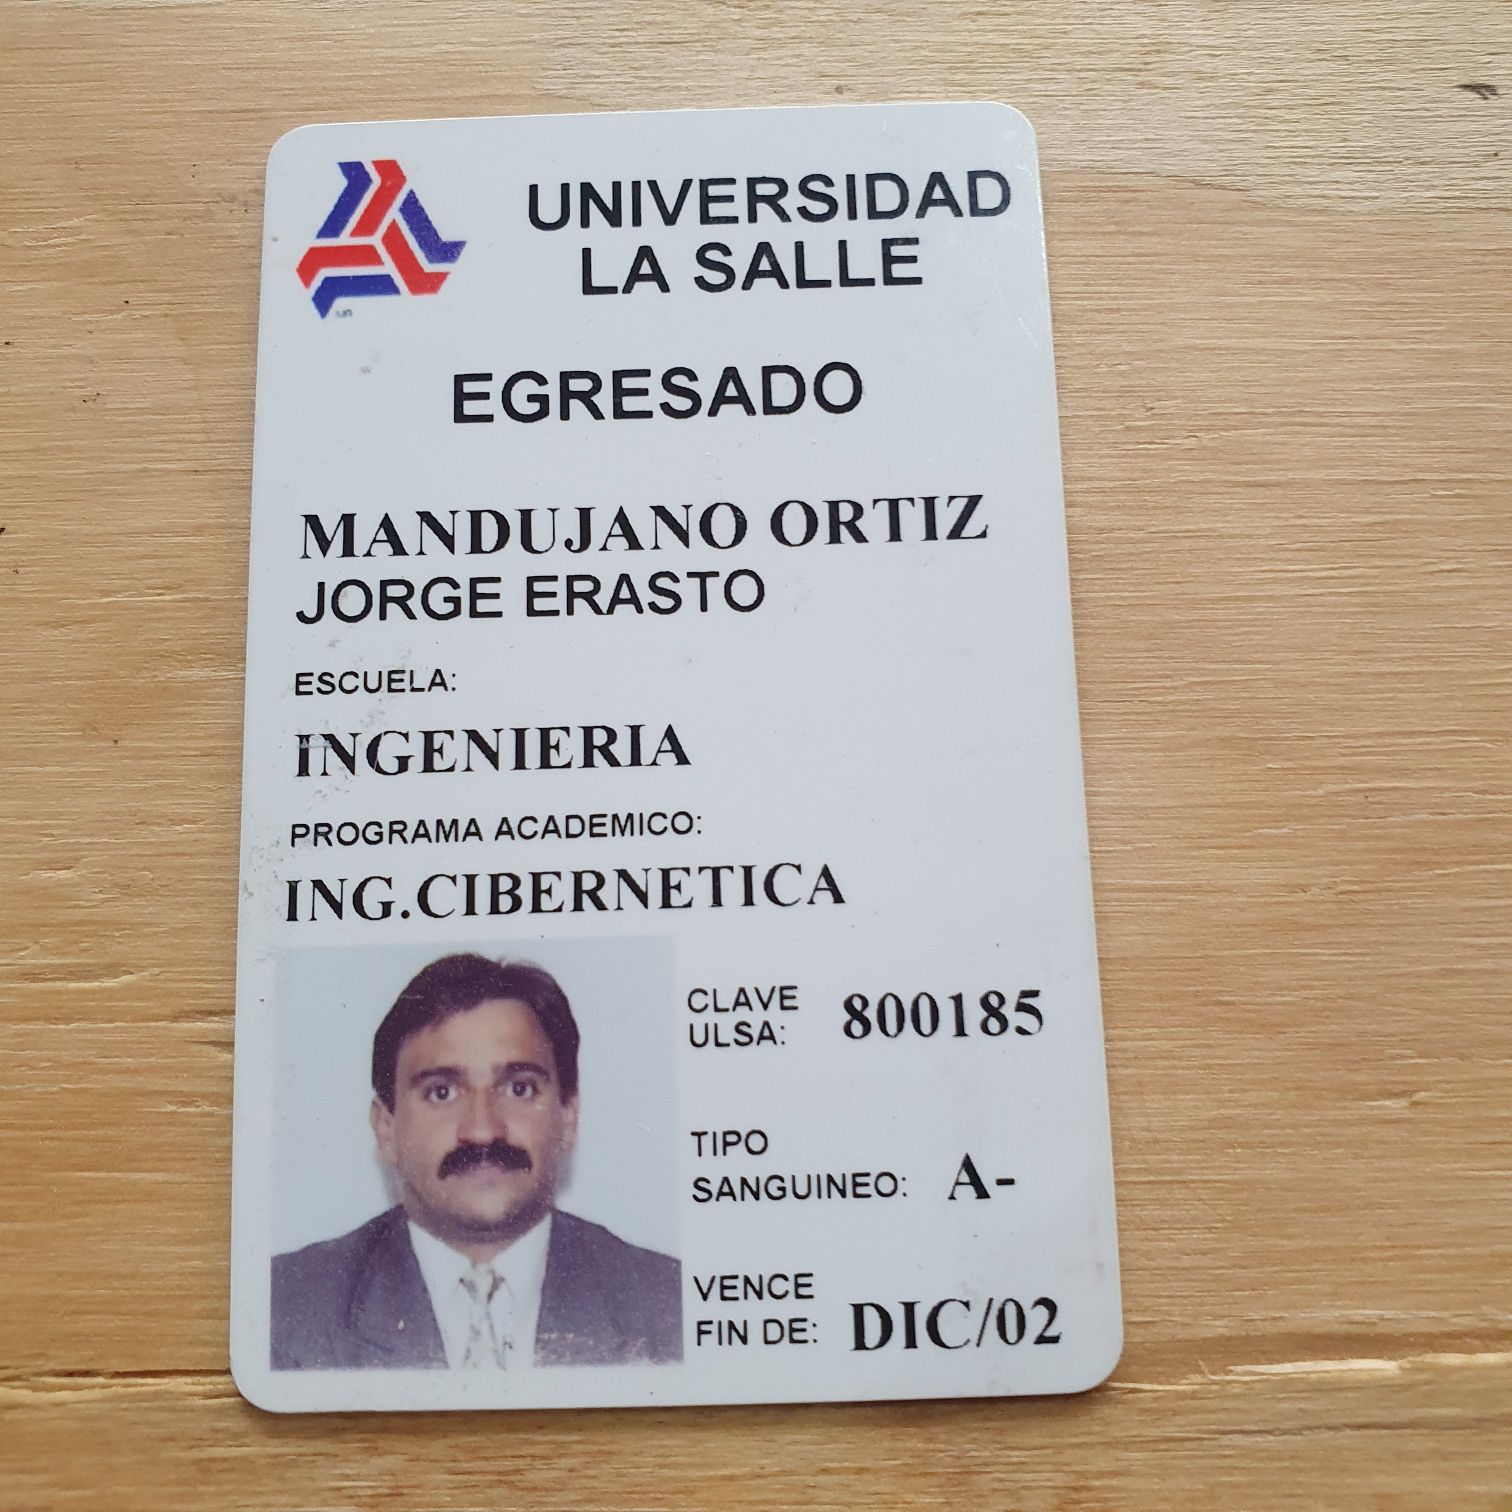 UNIVERSIDAD
LA SALLE
EGRESADO
MANDUJANO ORTIZ
JORGE ERASTO
ESCUELA:
INGENIERIA
PROGRAMA ACADEMICO:
ING.CIBERNETICA
CLAVE
ULSA: 800185
TIPO
SANGUINEO: A-
VENCE
FIN DE: DIC/02